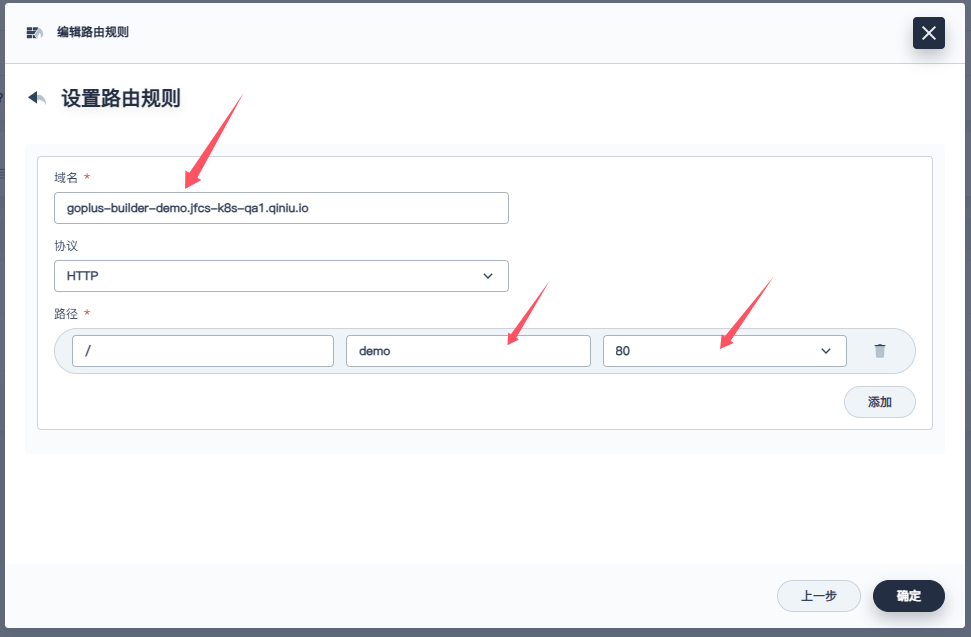 编辑路由规则
设置路由规则
域名 *
goplus-builder-demo.jfcs-k8s-qa1.qiniu.io
协议
HTTP
路径 *
/ demo 80
添加
上一步 确定